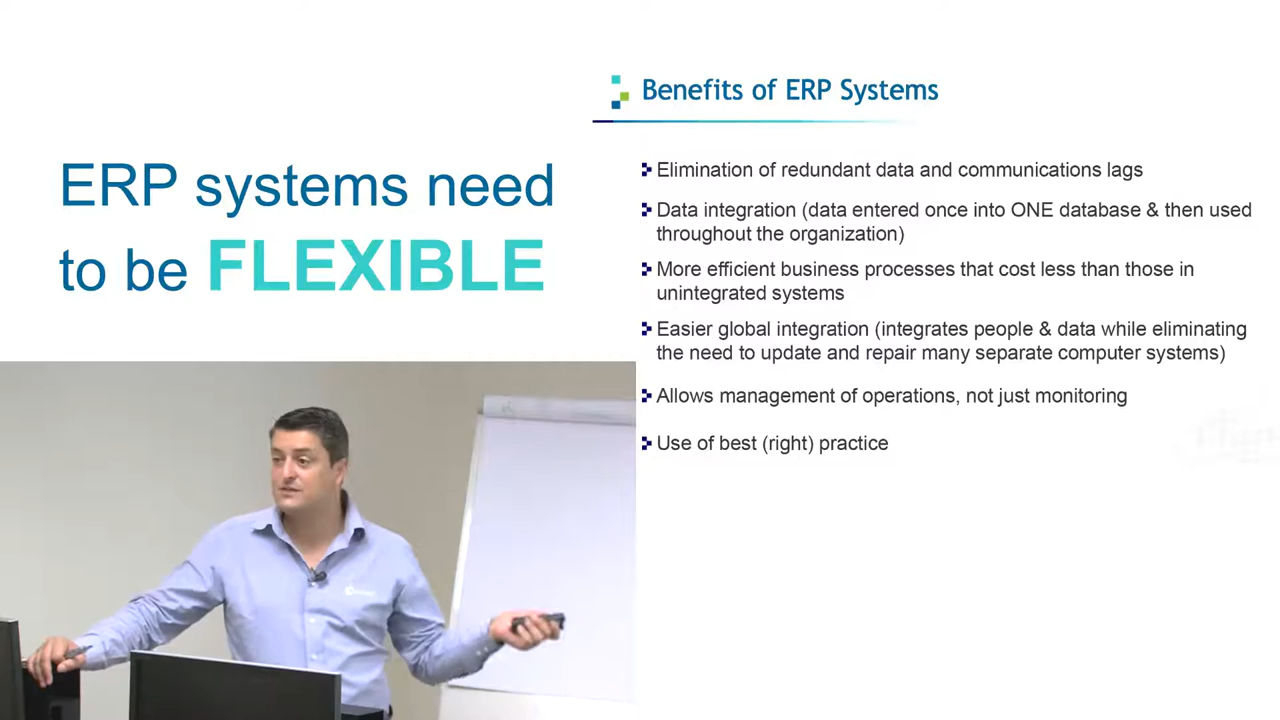 ERP systems need
to be FLEXIBLE
Benefits of ERP Systems
Elimination of redundant data and communications lags
Data integration (data entered once into ONE database & then used
throughout the organization)
More efficient business processes that cost less than those in
unintegrated systems
Easier global integration (integrates people & data while eliminating
the need to update and repair many separate computer systems)
Allows management of operations, not just monitoring
Use of best (right) practice